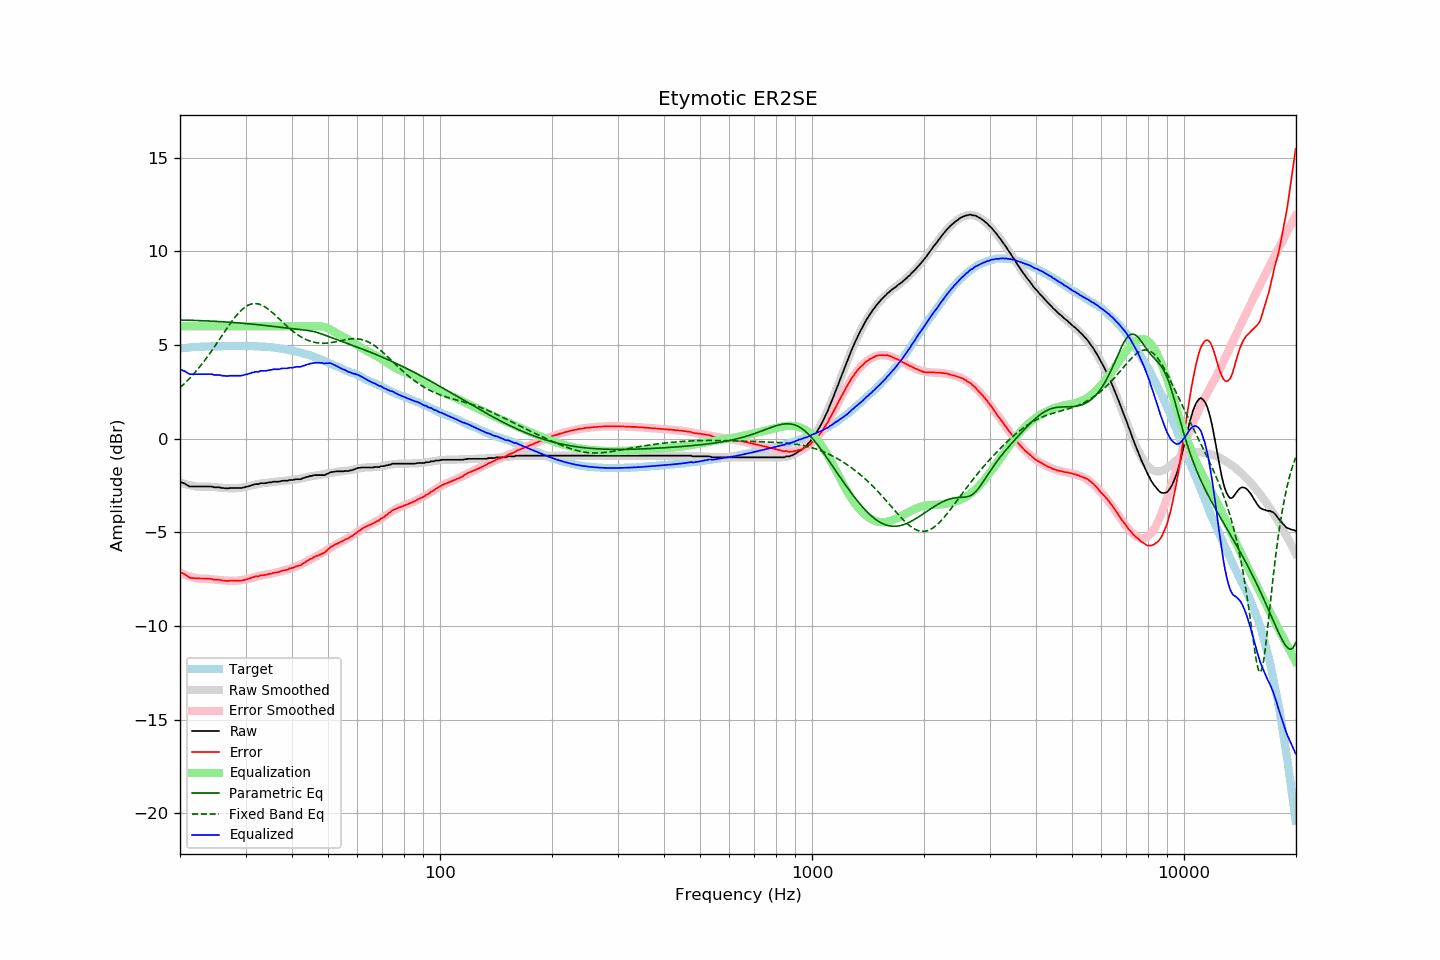 Etymotic ER2SE
15
10
5
0
−5
−10
−15
−20
Amplitude (dBr)
Target
Raw Smoothed
Error Smoothed
Raw
Error
Equalization
Parametric Eq
Fixed Band Eq
Equalized
100
1000
10000
Frequency (Hz)